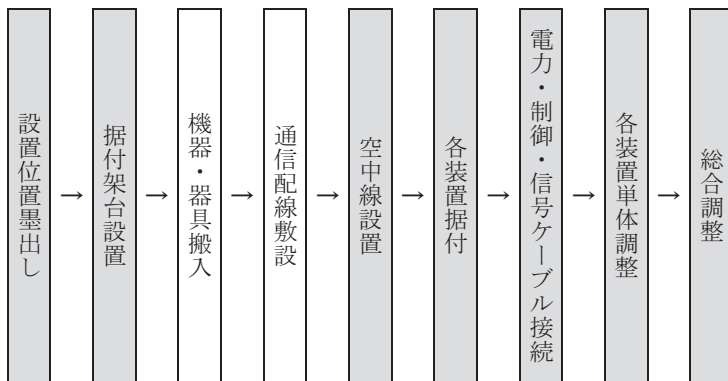 設置位置墨出し
→
据付架台設置
→
機器・器具搬入
→
通信配線敷設
→
空中線設置
→
各装置据付
→
電力・制御・信号ケーブル接続
→
各装置単体調整
→
総合調整